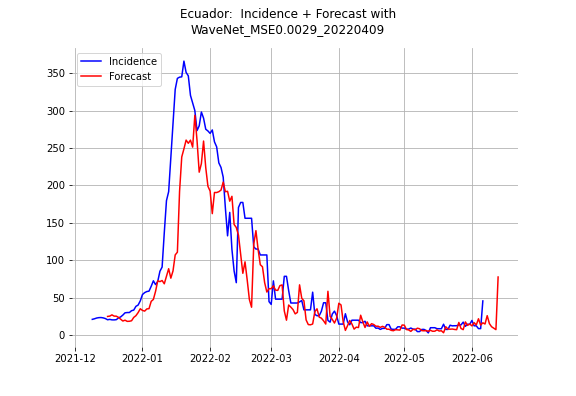 Ecuador:  Incidence + Forecast with
WaveNet_MSE0.0029_20220409
Incidence
Forecast
350
300
250
200
150
100
50
0
2021-12 2022-01 2022-02 2022-03 2022-04 2022-05 2022-06